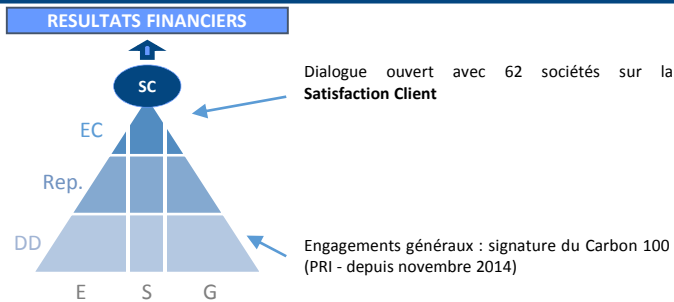 RESULTATS FINANCIERS
SC
Dialogue ouvert avec 62 sociétés sur la
Satisfaction Client
EC
Rep.
DD
Engagements généraux : signature du Carbon 100
(PRI - depuis novembre 2014)
E S G